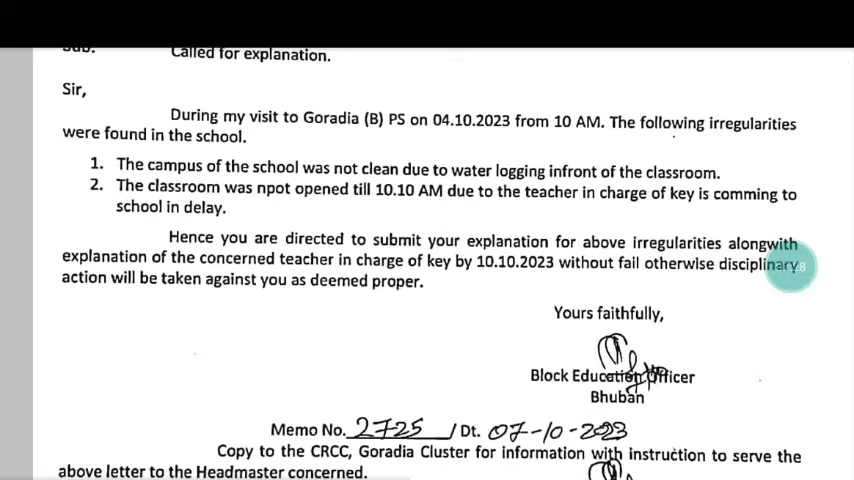 Sub: Called for explanation.
Sir,
During my visit to Goradia (B) PS on 04.10.2023 from 10 AM. The following irregularities
were found in the school.
1. The campus of the school was not clean due to water logging infront of the classroom.
2. The classroom was npot opened till 10.10 AM due to the teacher in charge of key is comming to
school in delay.
Hence you are directed to submit your explanation for above irregularities alongwith
explanation of the concerned teacher in charge of key by 10.10.2023 without fail otherwise disciplinary
action will be taken against you as deemed proper.
Yours faithfully,
Block Education Officer
Bhuban
Memo No. 2725 / Dt. 07-10-2023
Copy to the CRCC, Goradia Cluster for information with instruction to serve the
above letter to the Headmaster concerned.